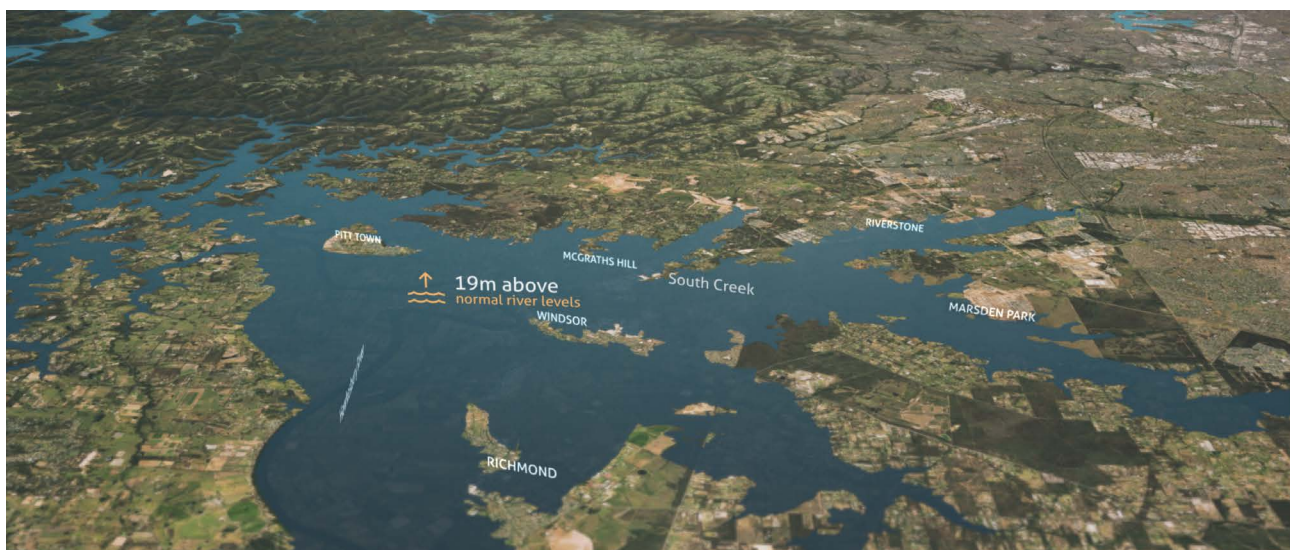 RIVERSTONE
PITT TOWN
MCGRATHS HILL
South Creek
19m above
normal river levels
MARSDEN PARK
WINDSOR
RICHMOND